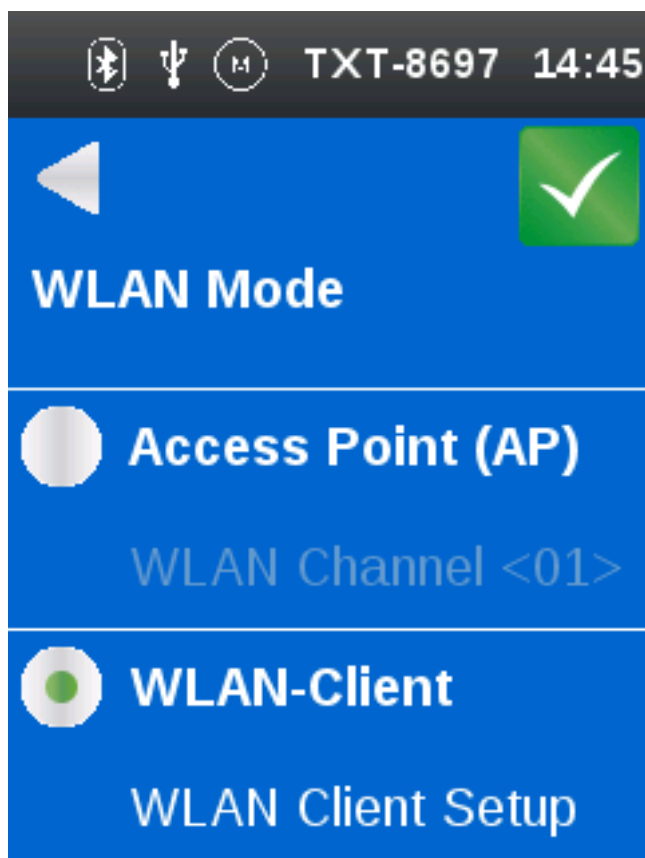 M TXT-8697 14:45
WLAN Mode
Access Point (AP)
WLAN Channel <01>
WLAN-Client
WLAN Client Setup